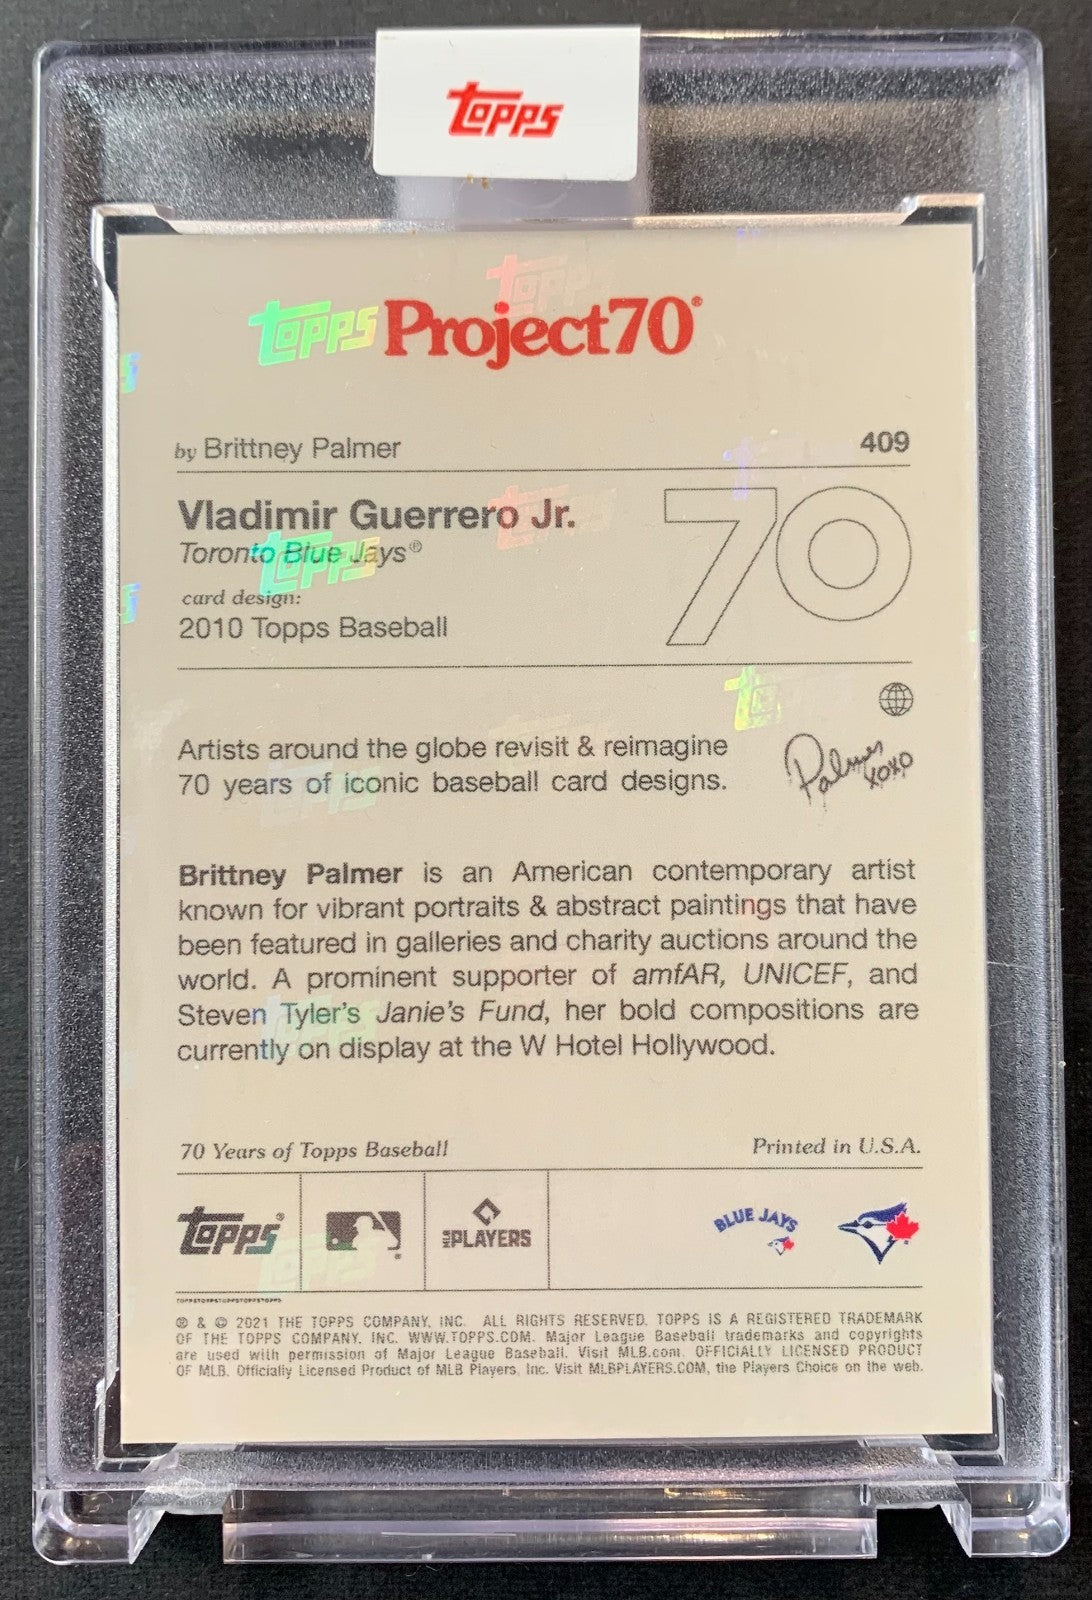 Topps
Topps
Topps Project70®
by Brittney Palmer 409
Vladimir Guerrero Jr.
Toronto Blue Jays®
Topps
card design:
2010 Topps Baseball
70
Artists around the globe revisit & reimagine
70 years of iconic baseball card designs.
Palmer
xoxo
Brittney Palmer is an American contemporary artist
known for vibrant portraits & abstract paintings that have
been featured in galleries and charity auctions around the
world. A prominent supporter of amfAR, UNICEF, and
Steven Tyler's Janie's Fund, her bold compositions are
currently on display at the W Hotel Hollywood.
70 Years of Topps Baseball Printed in U.S.A.
Topps® MLB PLAYERS BLUE JAYS
TOPPSTOPPSTOPPSTOPPSTOPPS
® & © 2021 THE TOPPS COMPANY, INC. ALL RIGHTS RESERVED. TOPPS IS A REGISTERED TRADEMARK
OF THE TOPPS COMPANY, INC. WWW.TOPPS.COM. Major League Baseball trademarks and copyrights
are used with permission of Major League Baseball. Visit MLB.com. OFFICIALLY LICENSED PRODUCT
OF MLB. Officially Licensed Product of MLB Players, Inc. Visit MLBPLAYERS.COM, the Players Choice on the web.